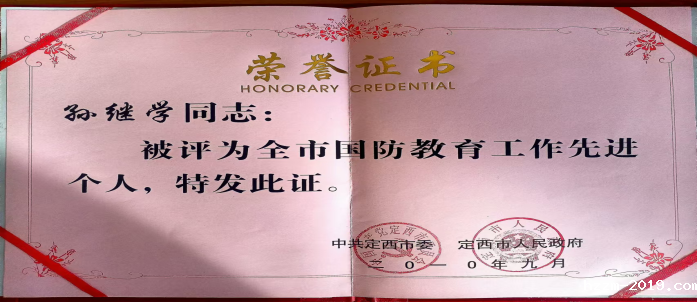 荣誉证书
HONORARY CREDENTIAL
孙继学同志：
被评为全市国防教育工作先进
个人，特发此证。
中共定西市委 定西市人民政府
二〇一〇年九月